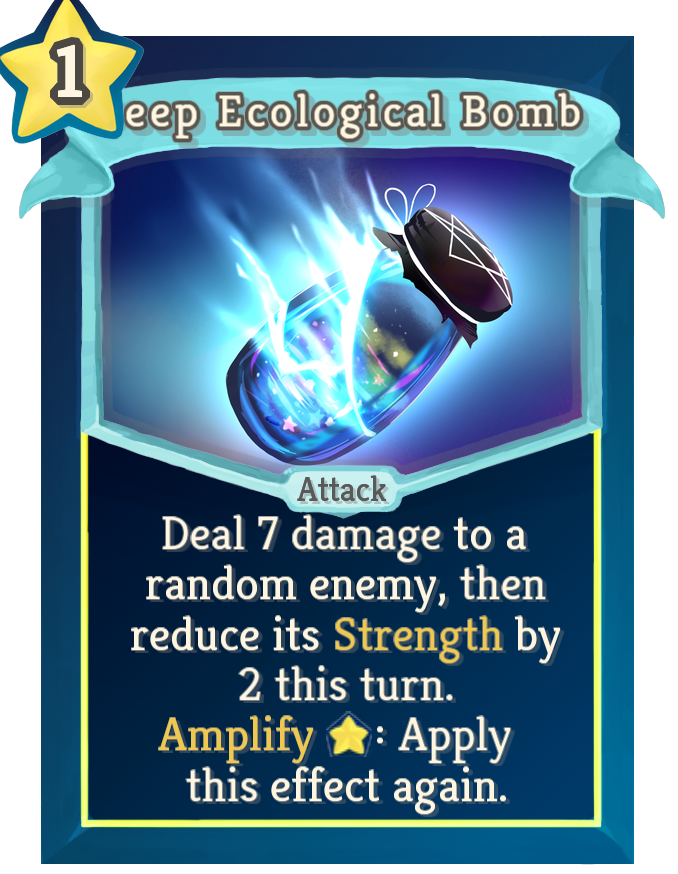 1
eep Ecological Bomb
Attack
Deal 7 damage to a
random enemy, then
reduce its Strength by
2 this turn.
Amplify : Apply
this effect again.